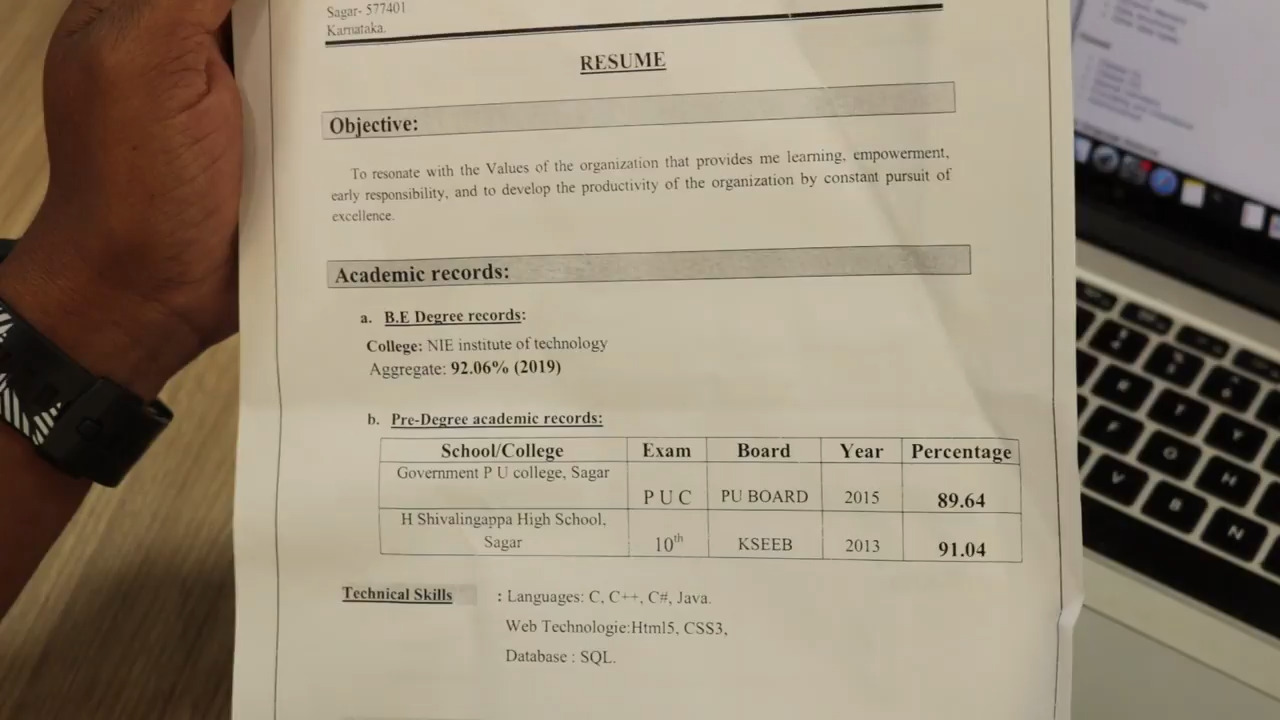 Sagar- 577401
Karnataka.
RESUME
Objective:
To resonate with the Values of the organization that provides me learning, empowerment,
early responsibility, and to develop the productivity of the organization by constant pursuit of
excellence.
Academic records:
a. B.E Degree records:
College: NIE institute of technology
Aggregate: 92.06% (2019)
b. Pre-Degree academic records:
School/College Exam Board Year Percentage
Government P U college, Sagar
P U C PU BOARD 2015 89.64
H Shivalingappa High School,
Sagar 10th KSEEB 2013 91.04
Technical Skills : Languages: C, C++, C#, Java.
Web Technologie:Html5, CSS3,
Database : SQL.